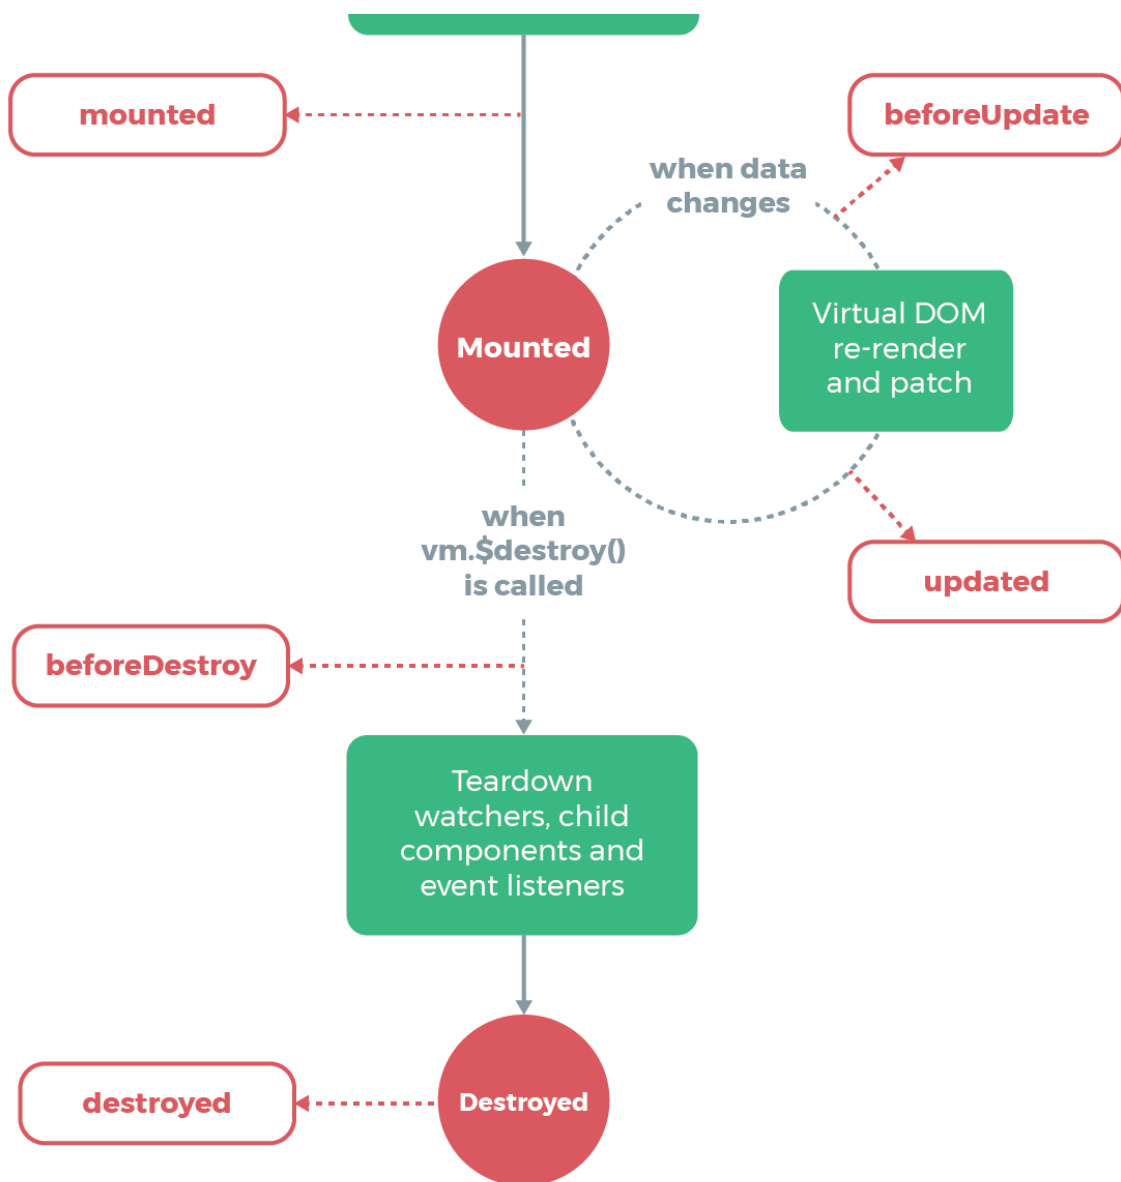 mounted
beforeUpdate
when data
changes
Mounted
Virtual DOM
re-render
and patch
when
vm.$destroy()
is called
updated
beforeDestroy
Teardown
watchers, child
components and
event listeners
destroyed
Destroyed